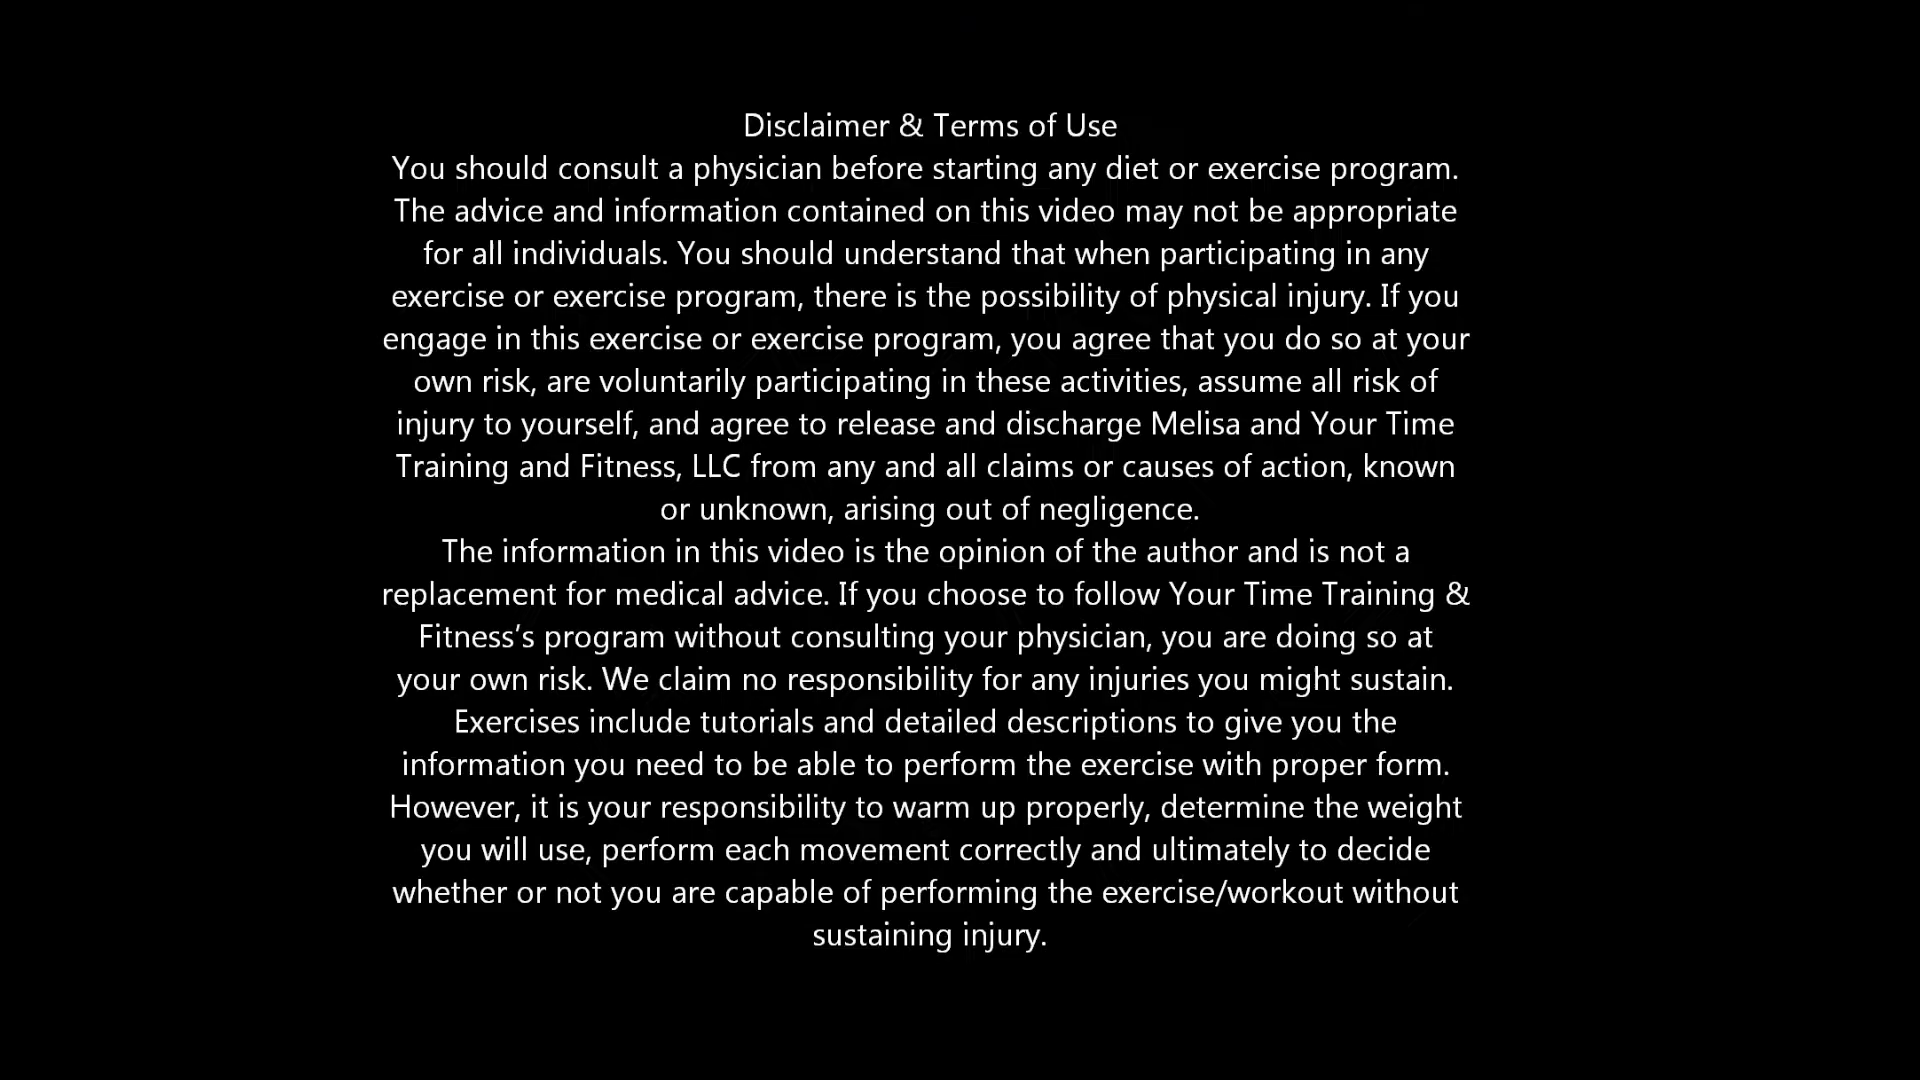 Disclaimer & Terms of Use
You should consult a physician before starting any diet or exercise program.
The advice and information contained on this video may not be appropriate
for all individuals. You should understand that when participating in any
exercise or exercise program, there is the possibility of physical injury. If you
engage in this exercise or exercise program, you agree that you do so at your
own risk, are voluntarily participating in these activities, assume all risk of
injury to yourself, and agree to release and discharge Melisa and Your Time
Training and Fitness, LLC from any and all claims or causes of action, known
or unknown, arising out of negligence.
The information in this video is the opinion of the author and is not a
replacement for medical advice. If you choose to follow Your Time Training &
Fitness’s program without consulting your physician, you are doing so at
your own risk. We claim no responsibility for any injuries you might sustain.
Exercises include tutorials and detailed descriptions to give you the
information you need to be able to perform the exercise with proper form.
However, it is your responsibility to warm up properly, determine the weight
you will use, perform each movement correctly and ultimately to decide
whether or not you are capable of performing the exercise/workout without
sustaining injury.